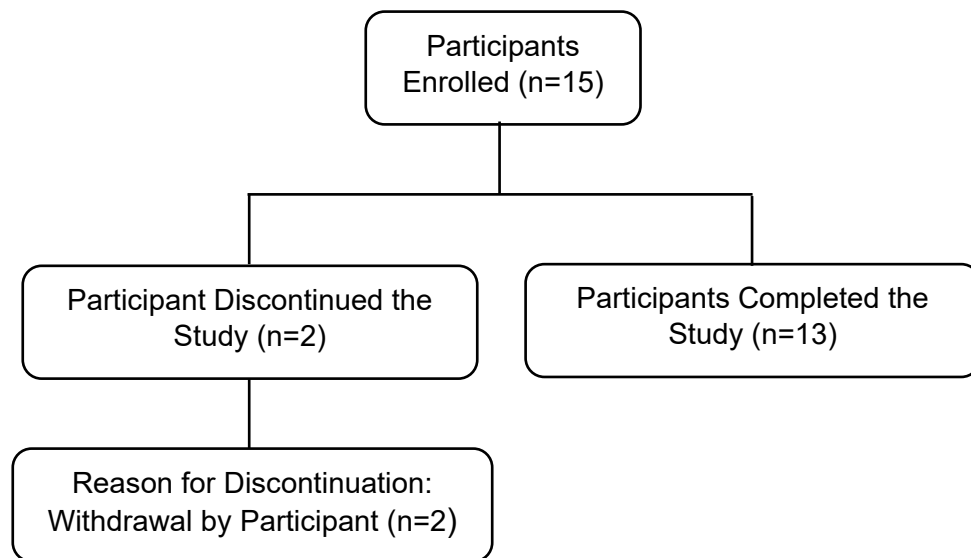 Participants
Enrolled (n=15)
Participant Discontinued the
Study (n=2)
Participants Completed the
Study (n=13)
Reason for Discontinuation:
Withdrawal by Participant (n=2)